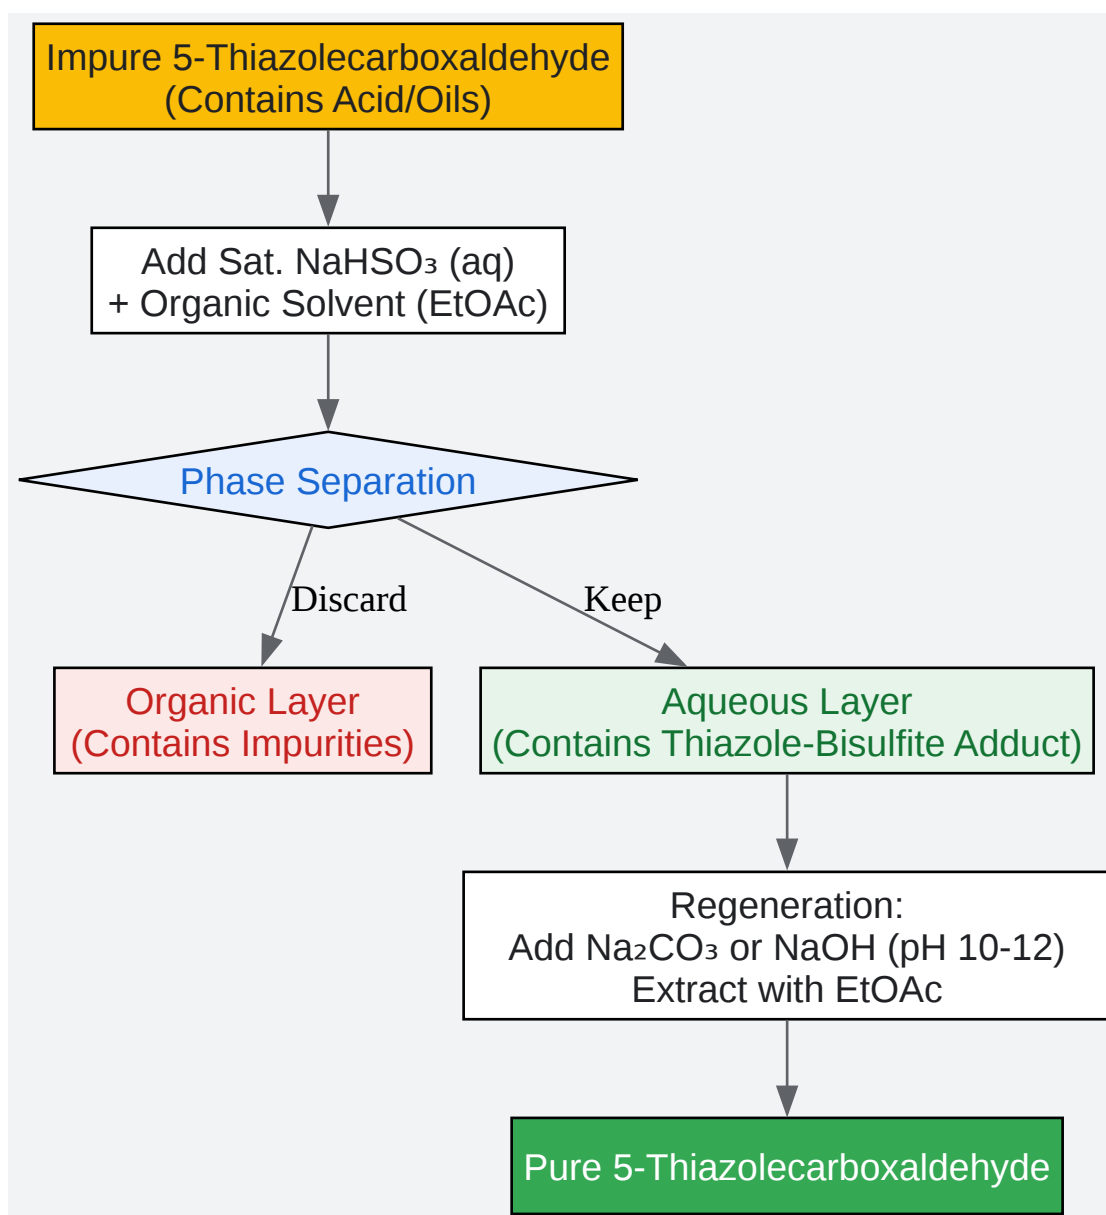 Impure 5-Thiazolecarboxaldehyde
(Contains Acid/Oils)
Add Sat. NaHSO₃ (aq)
+ Organic Solvent (EtOAc)
Phase Separation
Discard
Keep
Organic Layer
(Contains Impurities)
Aqueous Layer
(Contains Thiazole-Bisulfite Adduct)
Regeneration:
Add Na₂CO₃ or NaOH (pH 10-12)
Extract with EtOAc
Pure 5-Thiazolecarboxaldehyde